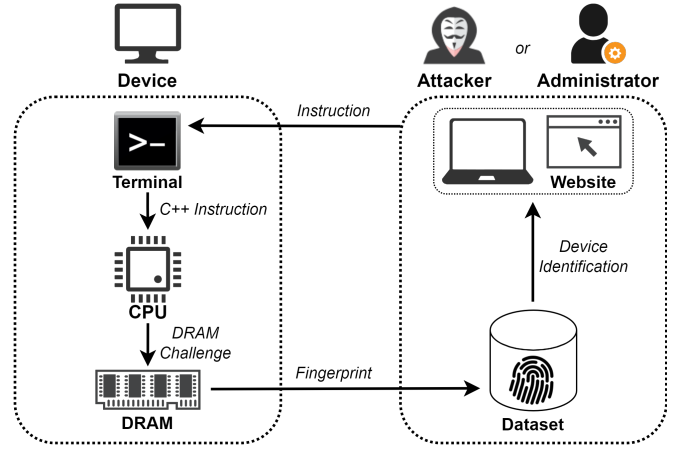 Device
Attacker
or
Administrator
Instruction
>_
Terminal
Website
C++ Instruction
Device
Identification
CPU
DRAM
Challenge
Fingerprint
DRAM
Dataset